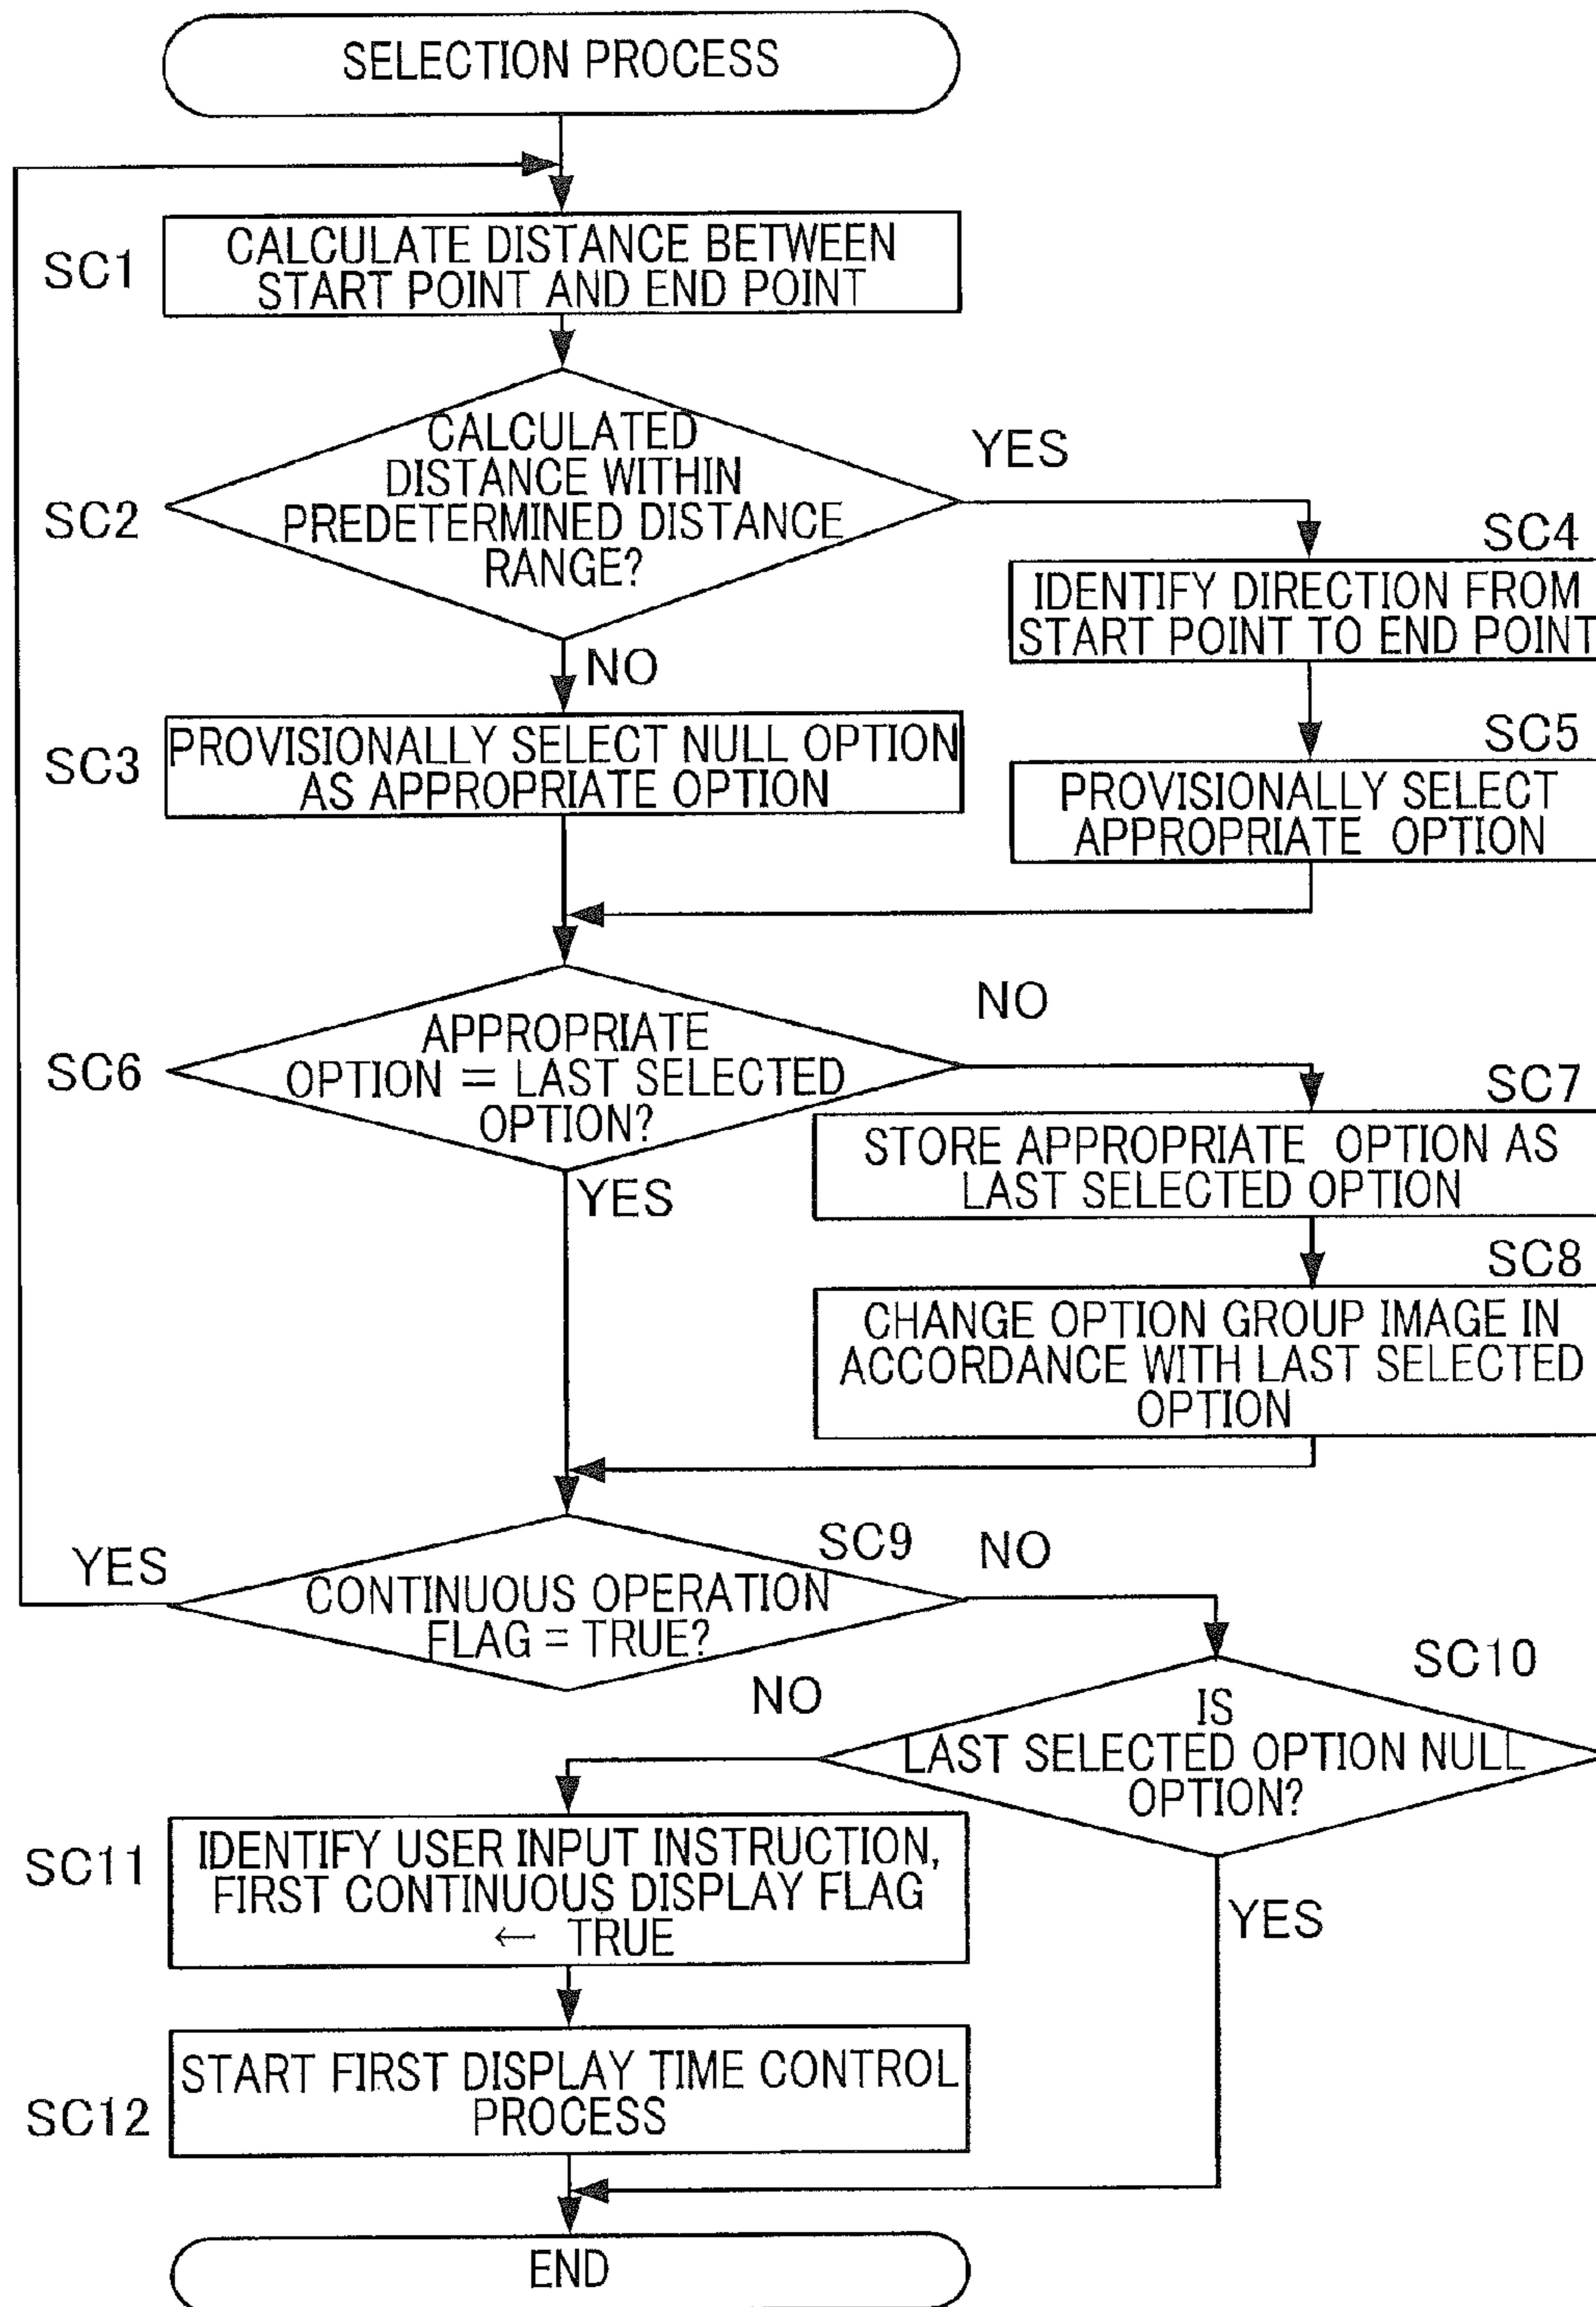 SELECTION PROCESS
SC1
CALCULATE DISTANCE BETWEEN
START POINT AND END POINT
SC2
CALCULATED
DISTANCE WITHIN
PREDETERMINED DISTANCE
RANGE?
YES
NO
SC4
IDENTIFY DIRECTION FROM
START POINT TO END POINT
SC3
PROVISIONALLY SELECT NULL OPTION
AS APPROPRIATE OPTION
SC5
PROVISIONALLY SELECT
APPROPRIATE OPTION
SC6
APPROPRIATE
OPTION = LAST SELECTED
OPTION?
NO
YES
SC7
STORE APPROPRIATE OPTION AS
LAST SELECTED OPTION
SC8
CHANGE OPTION GROUP IMAGE IN
ACCORDANCE WITH LAST SELECTED
OPTION
YES
SC9
NO
CONTINUOUS OPERATION
FLAG = TRUE?
SC10
NO
IS
LAST SELECTED OPTION NULL
OPTION?
YES
SC11
IDENTIFY USER INPUT INSTRUCTION,
FIRST CONTINUOUS DISPLAY FLAG
← TRUE
SC12
START FIRST DISPLAY TIME CONTROL
PROCESS
END